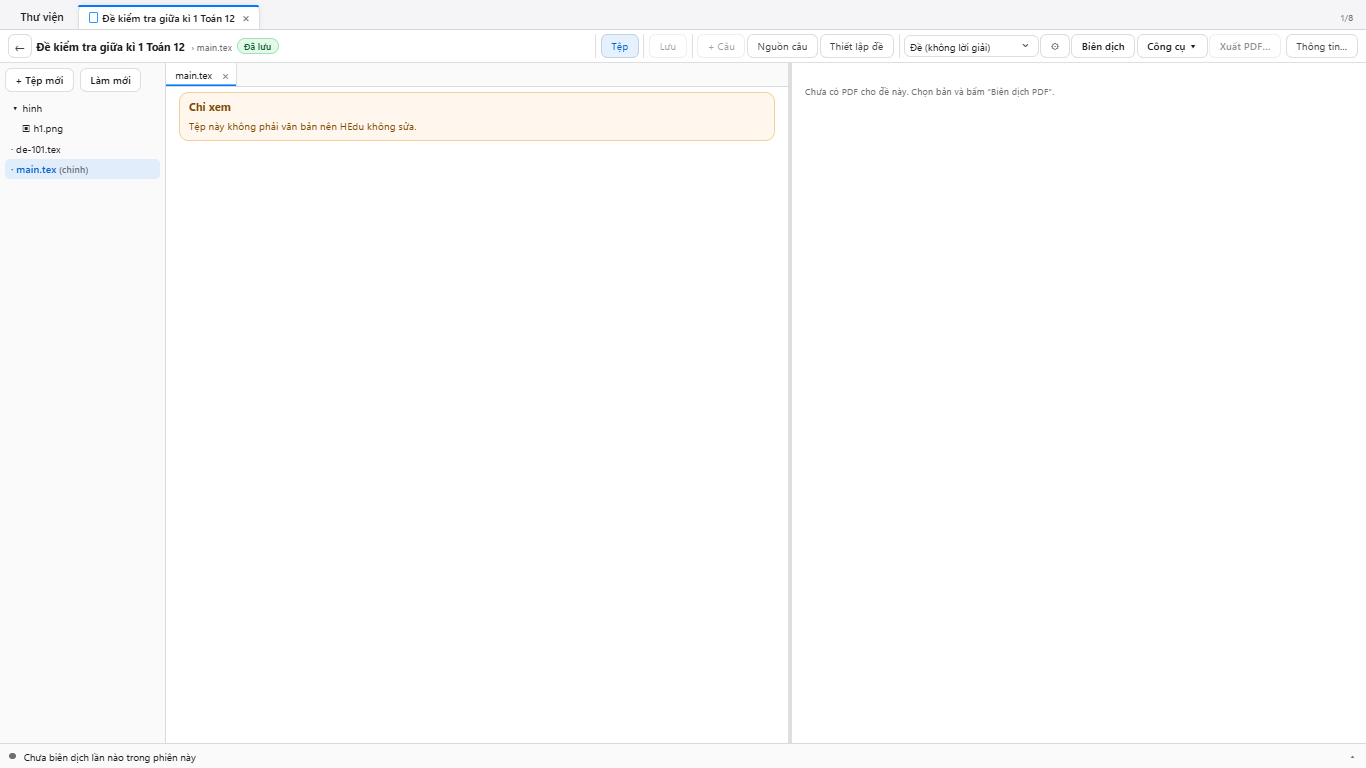 Thư viện
Đề kiểm tra giữa kì 1 Toán 12 ×
1/8
← Đề kiểm tra giữa kì 1 Toán 12 › main.tex Đã lưu
Tệp Lưu + Câu Nguồn câu Thiết lập đề Đề (không lời giải) Biên dịch Công cụ ▾ Xuất PDF... Thông tin...
+ Tệp mới Làm mới
main.tex ×
▾ hinh
h1.png
· de-101.tex
· main.tex (chính)
Chỉ xem
Tệp này không phải văn bản nên HEdu không sửa.
Chưa có PDF cho đề này. Chọn bản và bấm "Biên dịch PDF".
Chưa biên dịch lần nào trong phiên này